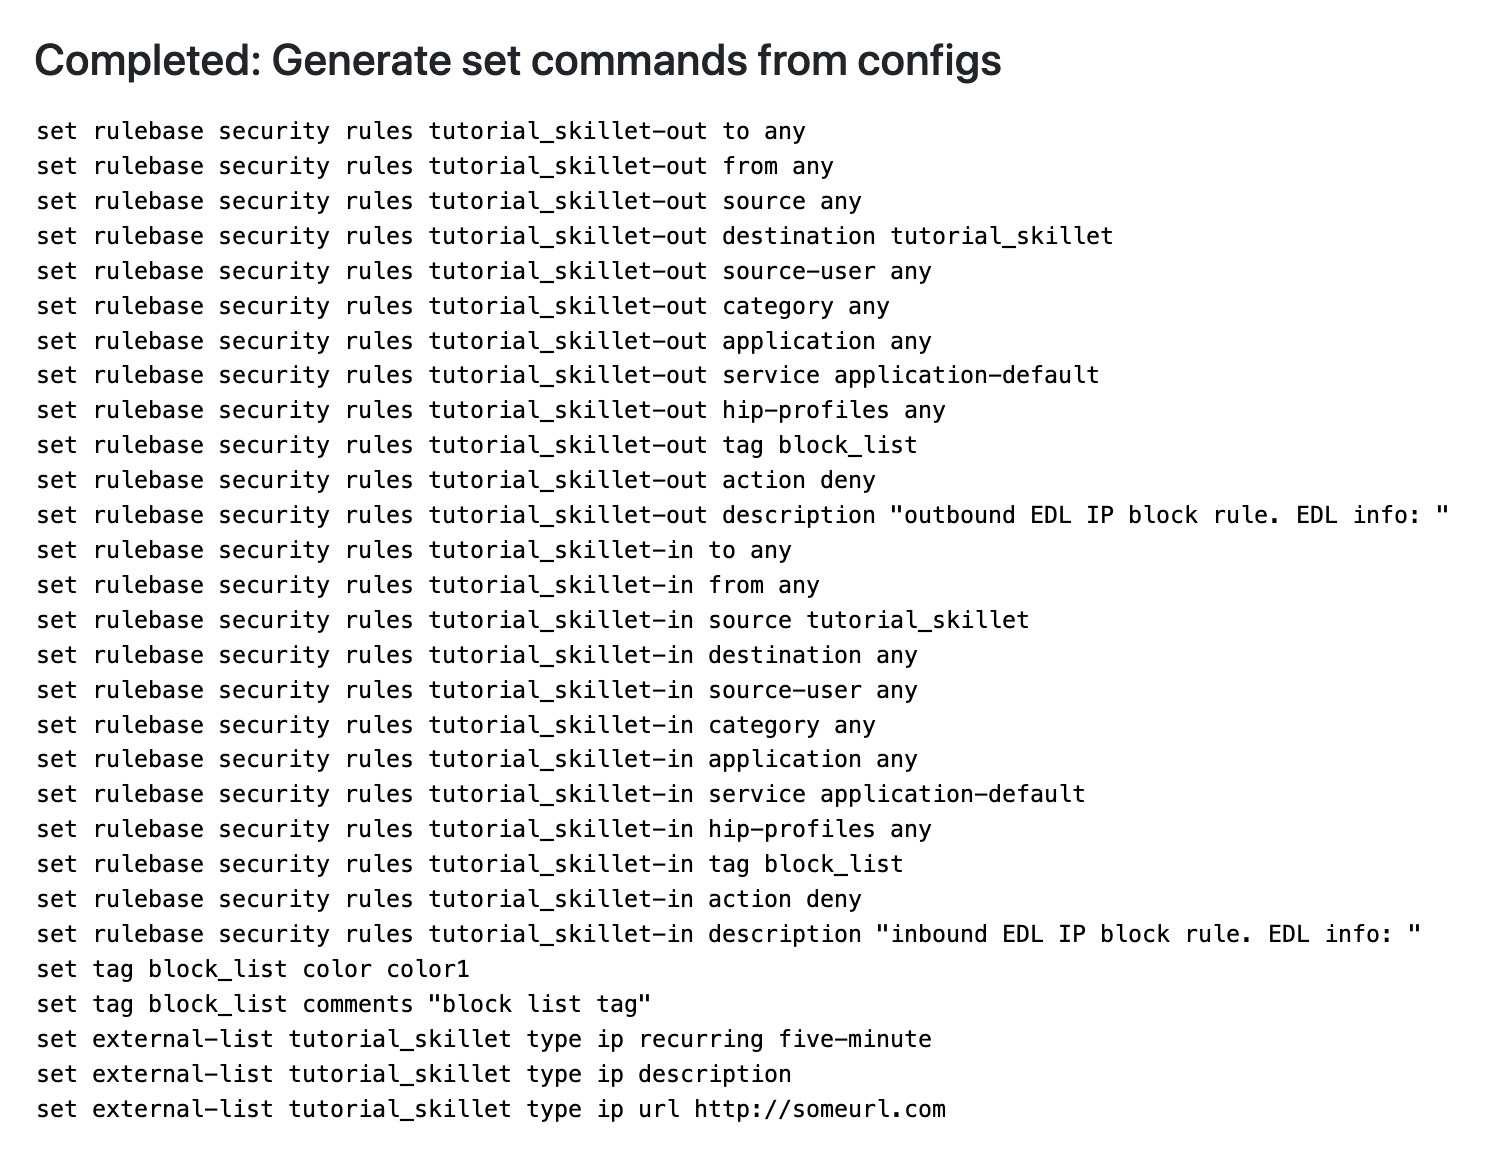 Completed: Generate set commands from configs
set rulebase security rules tutorial_skillet-out to any
set rulebase security rules tutorial_skillet-out from any
set rulebase security rules tutorial_skillet-out source any
set rulebase security rules tutorial_skillet-out destination tutorial_skillet
set rulebase security rules tutorial_skillet-out source-user any
set rulebase security rules tutorial_skillet-out category any
set rulebase security rules tutorial_skillet-out application any
set rulebase security rules tutorial_skillet-out service application-default
set rulebase security rules tutorial_skillet-out hip-profiles any
set rulebase security rules tutorial_skillet-out tag block_list
set rulebase security rules tutorial_skillet-out action deny
set rulebase security rules tutorial_skillet-out description "outbound EDL IP block rule. EDL info: "
set rulebase security rules tutorial_skillet-in to any
set rulebase security rules tutorial_skillet-in from any
set rulebase security rules tutorial_skillet-in source tutorial_skillet
set rulebase security rules tutorial_skillet-in destination any
set rulebase security rules tutorial_skillet-in source-user any
set rulebase security rules tutorial_skillet-in category any
set rulebase security rules tutorial_skillet-in application any
set rulebase security rules tutorial_skillet-in service application-default
set rulebase security rules tutorial_skillet-in hip-profiles any
set rulebase security rules tutorial_skillet-in tag block_list
set rulebase security rules tutorial_skillet-in action deny
set rulebase security rules tutorial_skillet-in description "inbound EDL IP block rule. EDL info: "
set tag block_list color color1
set tag block_list comments "block list tag"
set external-list tutorial_skillet type ip recurring five-minute
set external-list tutorial_skillet type ip description
set external-list tutorial_skillet type ip url http://someurl.com